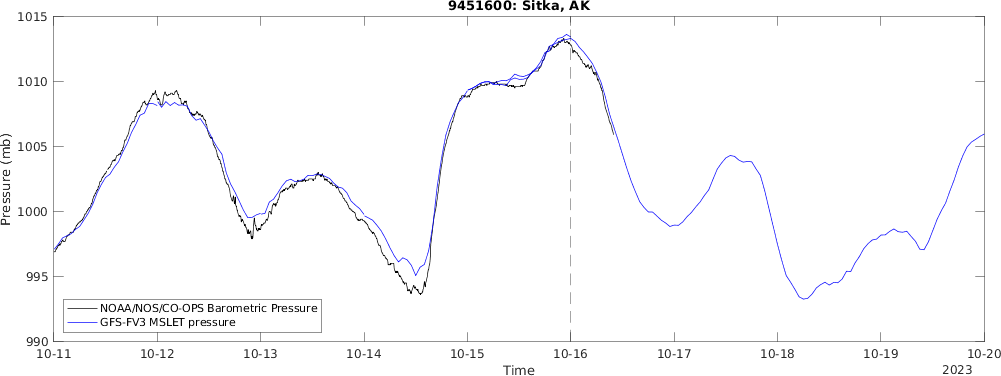 9451600: Sitka, AK
1015
1010
1005
1000
995
990
Pressure (mb)
NOAA/NOS/CO-OPS Barometric Pressure
GFS-FV3 MSLET pressure
10-11 10-12 10-13 10-14 10-15 10-16 10-17 10-18 10-19 10-20
Time 2023